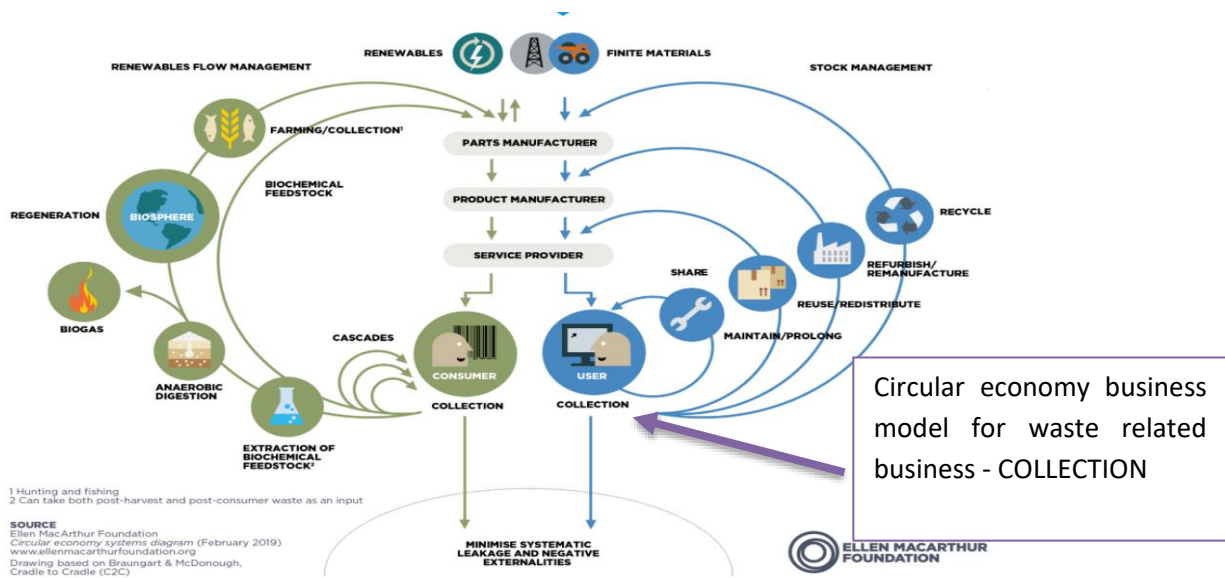 RENEWABLES
FINITE MATERIALS
RENEWABLES FLOW MANAGEMENT
STOCK MANAGEMENT
PARTS MANUFACTURER
FARMING/COLLECTION¹
BIOCHEMICAL
FEEDSTOCK
PRODUCT MANUFACTURER
REGENERATION
BIOSPHERE
RECYCLE
SERVICE PROVIDER
SHARE
REFURBISH/
REMANUFACTURE
REUSE/REDISTRIBUTE
BIOGAS
CASCADES
MAINTAIN/PROLONG
CONSUMER
USER
ANAEROBIC
DIGESTION
COLLECTION
COLLECTION
EXTRACTION OF
BIOCHEMICAL
FEEDSTOCK²
Circular economy business
model for waste related
business - COLLECTION
1 Hunting and fishing
2 Can take both post-harvest and post-consumer waste as an input
SOURCE
Ellen MacArthur Foundation
Circular economy systems diagram (February 2019)
www.ellenmacarthurfoundation.org
Drawing based on Braungart & McDonough,
Cradle to Cradle (C2C)
MINIMISE SYSTEMATIC
LEAKAGE AND NEGATIVE
EXTERNALITIES
ELLEN MACARTHUR
FOUNDATION